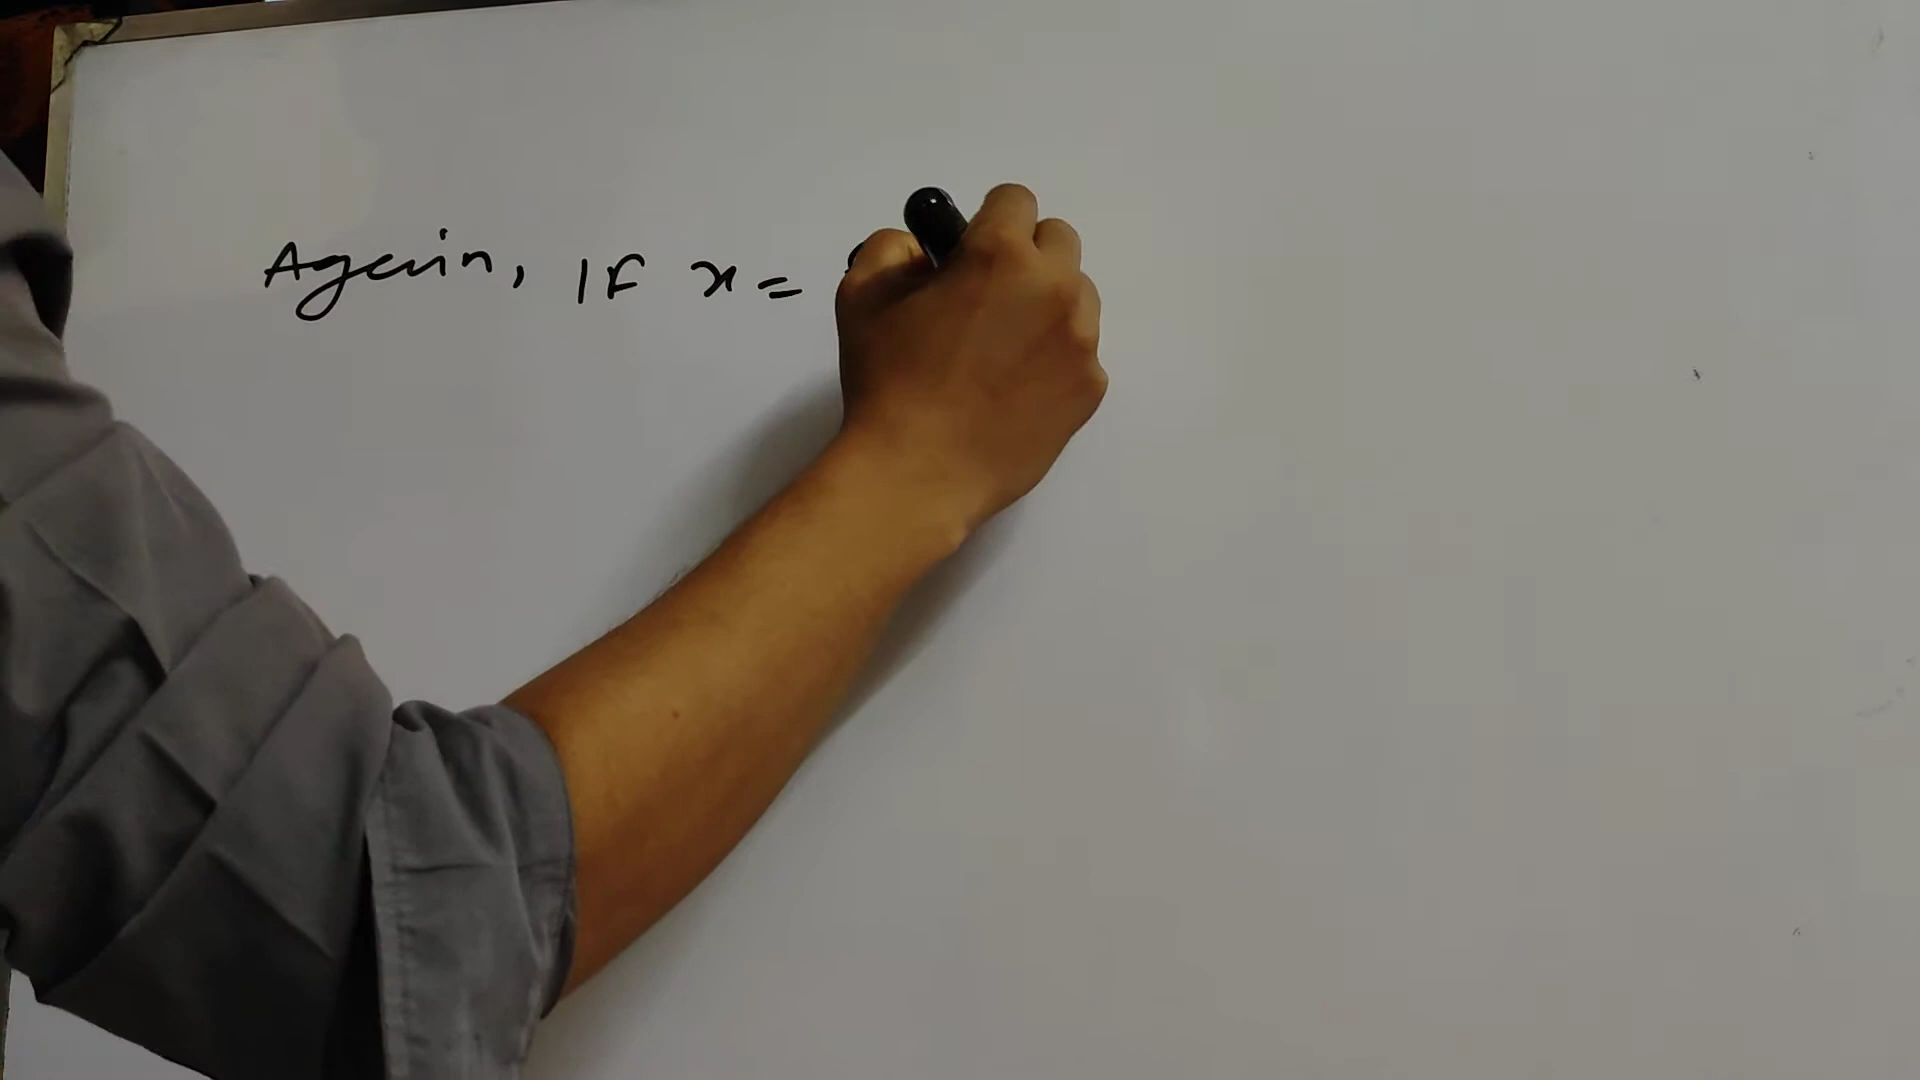 Again, If x =